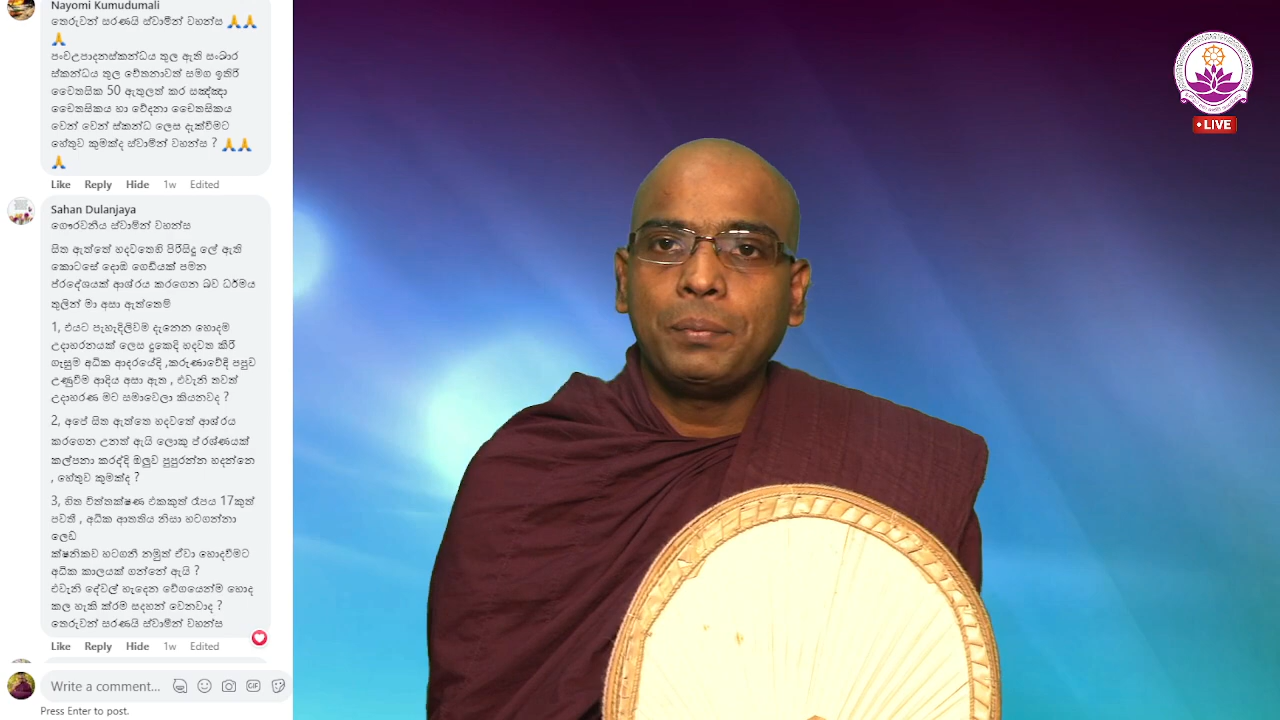 Nayomi Kumudumali
තෙරුවන් සරණයි ස්වාමින් වහන්ස 🙏🙏
🙏
පංචඋපාදනස්කන්ධය තුල ඇති සංඛාර
ස්කන්ධය තුල චේතනාවත් සමග ඉතිරි
චෛතසික 50 ඇතුලත් කර සඤ්ඤා
චෛතසිකය හා වේදනා චෛතසිකය
වෙන් වෙන් ස්කන්ධ ලෙස දැක්වීමට
හේතුව කුමක්ද ස්වාමින් වහන්ස ? 🙏🙏
🙏
Like Reply Hide 1w Edited
Sahan Dulanjaya
ගෞරවනීය ස්වාමින් වහන්ස
සිත ඇත්තේ හදවතෙහි පිරිසිදු ලේ ඇති
කොටසේ දොඹ ගෙඩියක් පමන
ප්රදේශයක් ආශ්රය කරගෙන බව ධර්මය
තුලින් මා අසා ඇත්තෙමි
1, එයට පැහැදිලිවම දැනෙන හොදම
උදාහරනයක් ලෙස දුකෙදි හදවත කීරි
ගැසුම අධික ආදරයේදි ,කරුණාවේදි පපුව
උණුවීම ආදිය අසා ඇත , එවැනි තවත්
උදාහරණ මට සමාවෙලා කියනවද ?
2, අපේ සිත ඇත්තෙ හදවතේ ආශ්රය
කරගෙන උනත් ඇයි ලොකු ප්රශ්ණයක්
කල්පනා කරද්දි ඔලුව පුපුරන්න හදන්නෙ
, හේතුව කුමක්ද ?
3, හිත චිත්තක්ෂණ එකකුත් රෑපය 17කුත්
පවතී , අධික ආතතිය නිසා හටගන්නා
ලෙඩ
ක්ෂනිකව හටගනී නමුත් ඒවා හොදවීමට
අධික කාලයක් ගන්නේ ඇයි ?
එවැනි දේවල් හැදෙන වේගයෙන්ම හොද
කල හැකි ක්රම සදහන් වෙනවාද ?
තෙරුවන් සරණයි ස්වාමින් වහන්ස
Like Reply Hide 1w Edited
Write a comment...
GIF
Press Enter to post.
LIVE